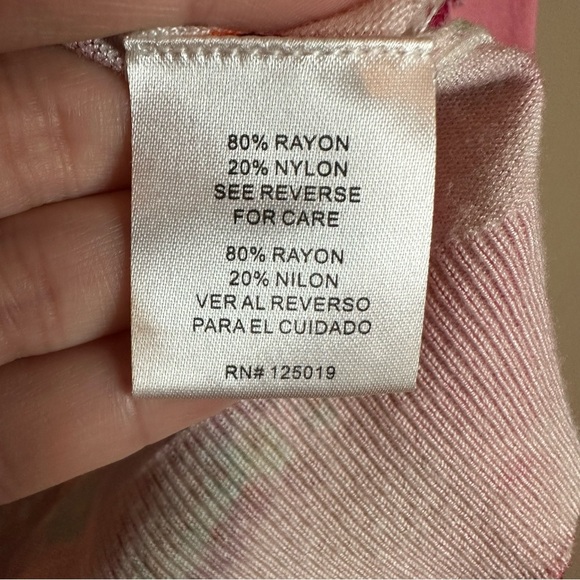 80% RAYON
20% NYLON
SEE REVERSE
FOR CARE
80% RAYON
20% NILON
VER AL REVERSO
PARA EL CUIDADO
RN# 125019